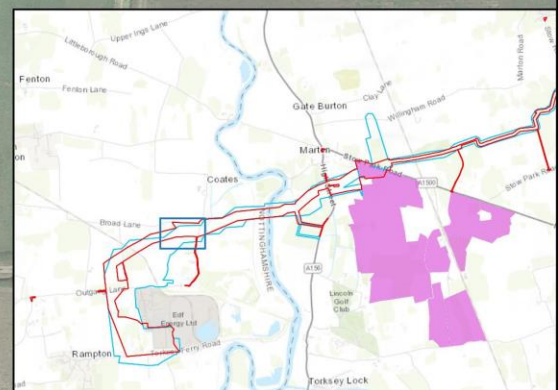 Upper Ings Lane
Littleborough Road
Fenton
Fenton Lane
Marton Road
Clay Lane
Gate Burton
Willingham Road
Marton
Stow Park Road
High Street
A1500
Stow Park Road
Coates
NOTTINGHAMSHIRE
Broad Lane
A156
Lincoln
Golf
Club
Outgang Lane
Edf
Energy Ltd
Rampton
Torksey Ferry Road
Torksey Lock